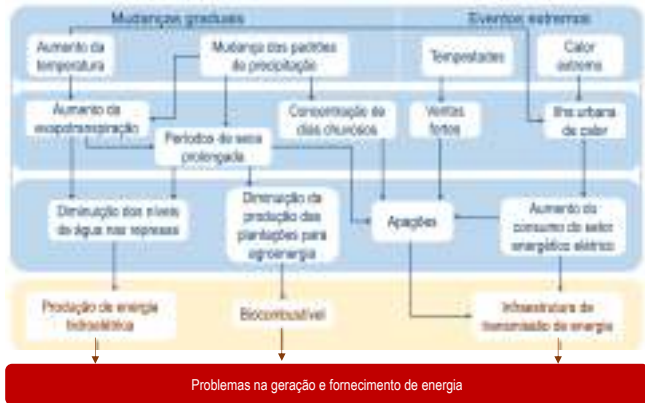 Mudanças graduais
Eventos extremos
Aumento da
temperatura
Mudança dos padrões
de precipitação
Tempestades
Calor
extremo
Aumento da
evapotranspiração
Períodos de seca
prolongada
Concentração de
dias chuvosos
Ventos
fortes
Ilha urbana
de calor
Diminuição dos níveis
de água nas represas
Diminuição da
produção das
plantações para
agroenergia
Apagões
Aumento do
consumo do setor
energético elétrico
Produção de energia
hidroelétrica
Biocombustível
Infraestrutura de
transmissão de energia
Problemas na geração e fornecimento de energia